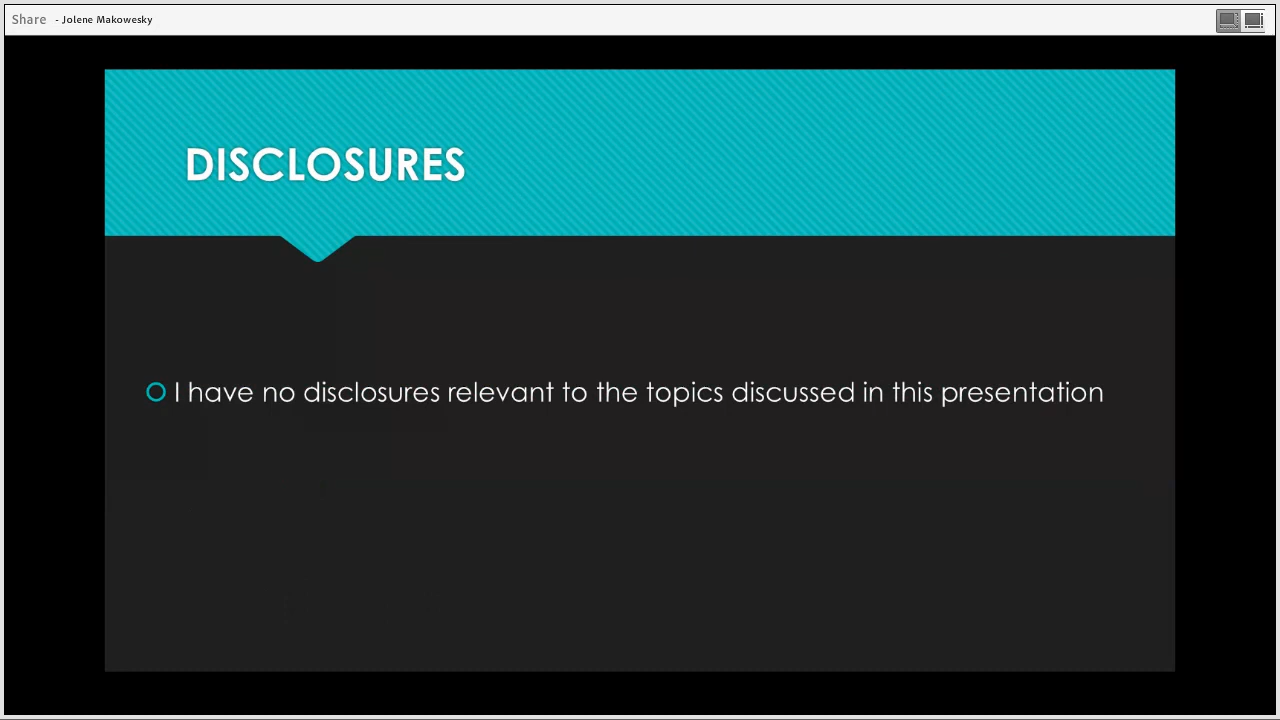 Share - Jolene Makowesky
DISCLOSURES
I have no disclosures relevant to the topics discussed in this presentation